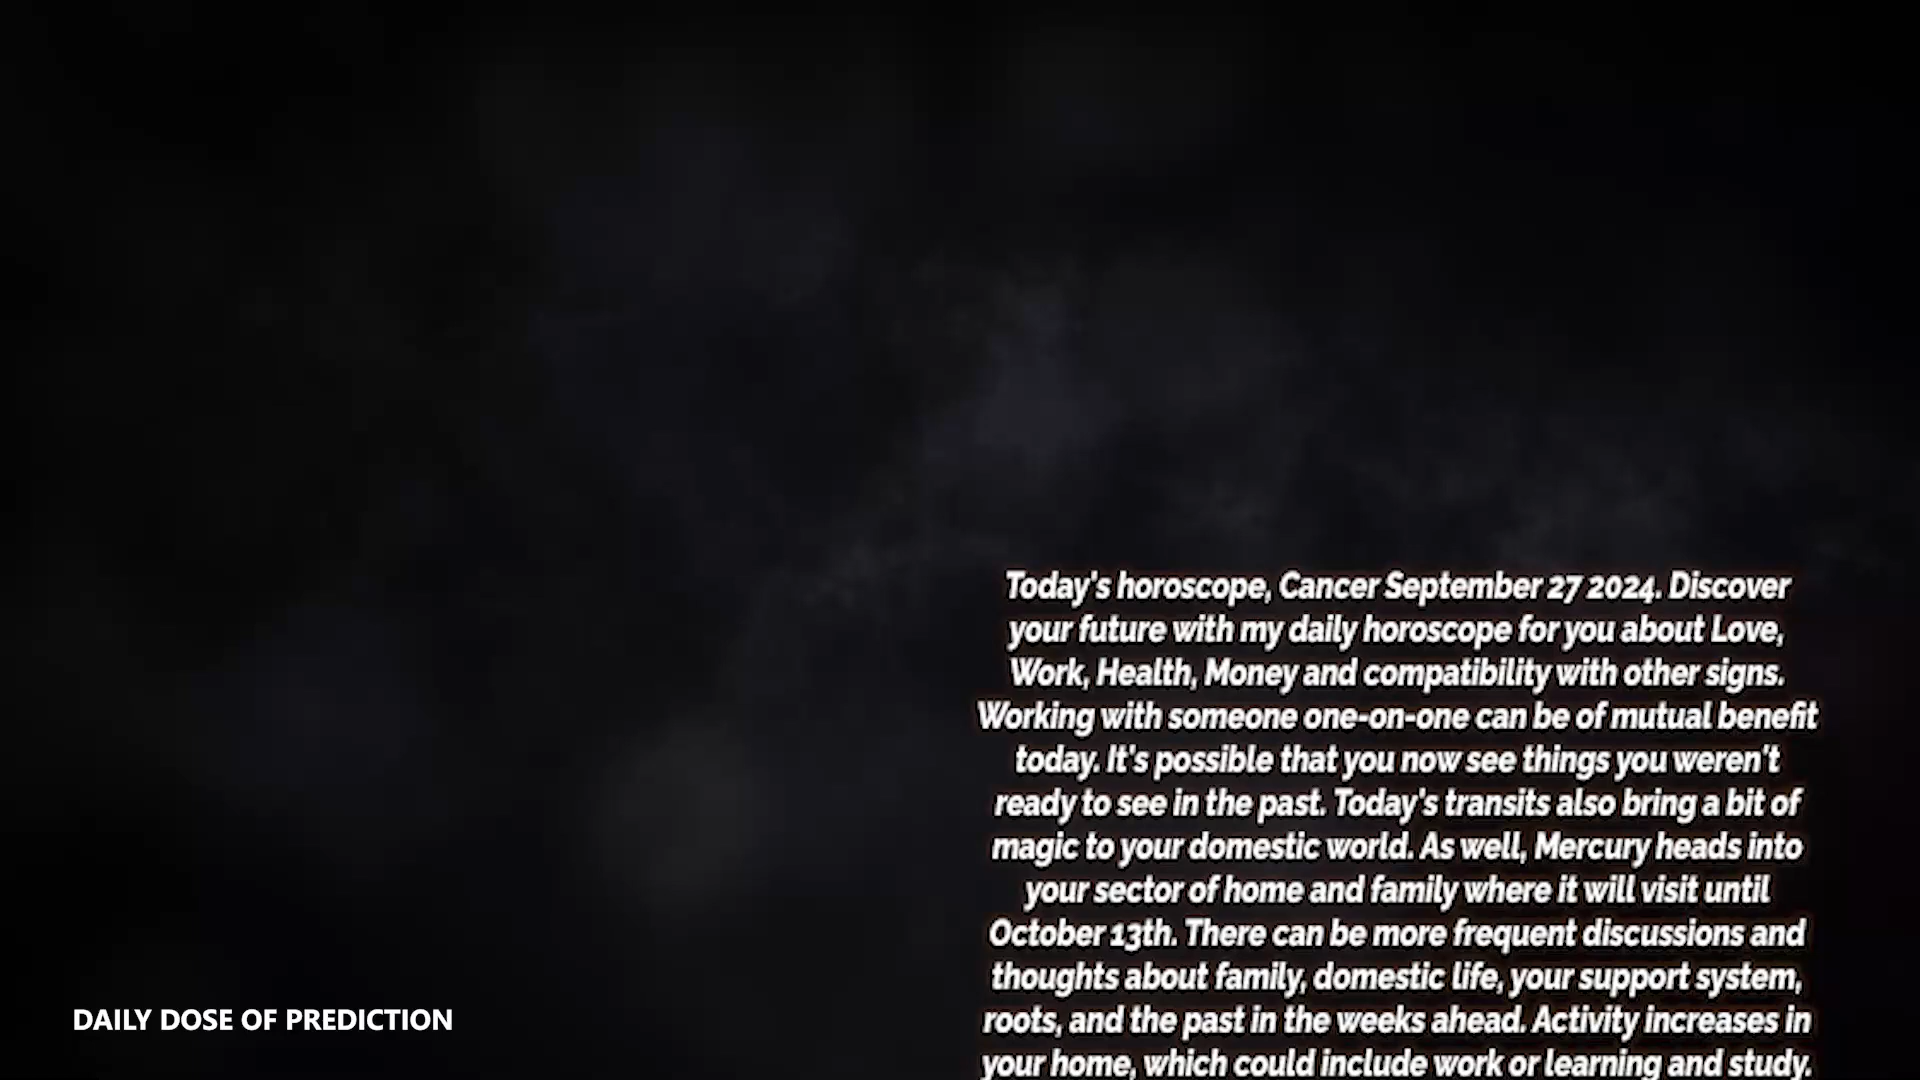 Today's horoscope, Cancer September 27 2024. Discover
your future with my daily horoscope for you about Love,
Work, Health, Money and compatibility with other signs.
Working with someone one-on-one can be of mutual benefit
today. It's possible that you now see things you weren't
ready to see in the past. Today's transits also bring a bit of
magic to your domestic world. As well, Mercury heads into
your sector of home and family where it will visit until
October 13th. There can be more frequent discussions and
thoughts about family, domestic life, your support system,
roots, and the past in the weeks ahead. Activity increases in
your home, which could include work or learning and study.
DAILY DOSE OF PREDICTION